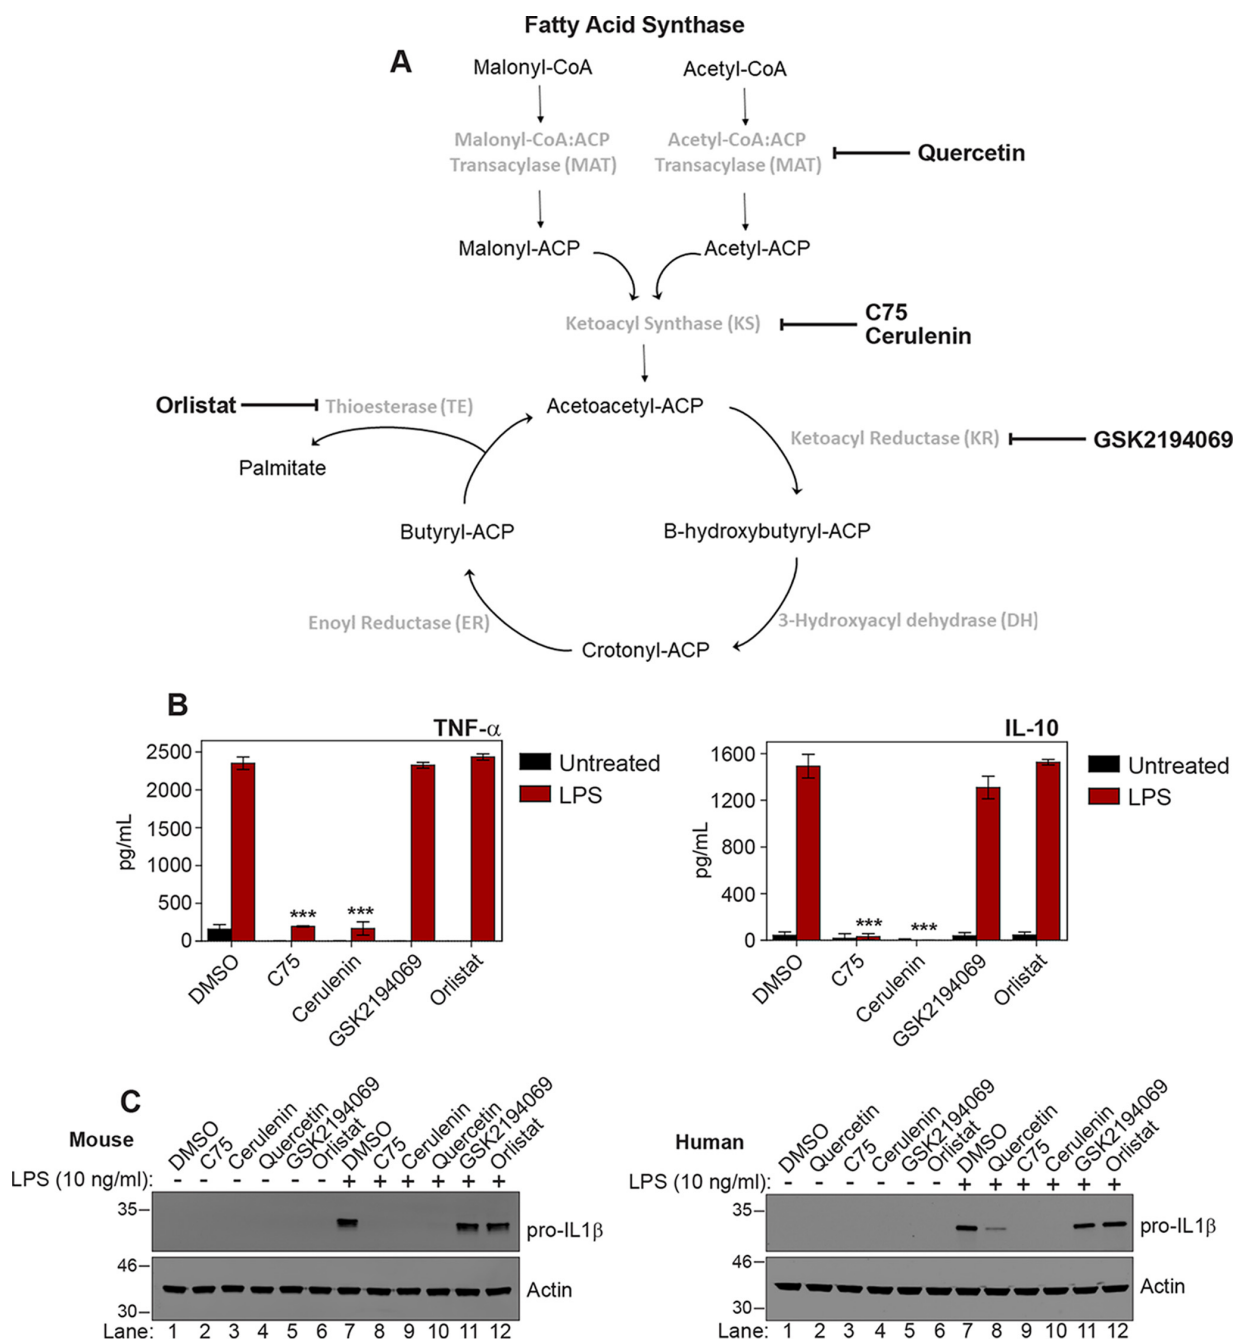 Fatty Acid Synthase
A
Malonyl-CoA
Acetyl-CoA
Malonyl-CoA:ACP
Transacylase (MAT)
Acetyl-CoA:ACP
Transacylase (MAT)
Quercetin
Malonyl-ACP
Acetyl-ACP
Ketoacyl Synthase (KS)
C75
Cerulenin
Orlistat
Thioesterase (TE)
Acetoacetyl-ACP
Ketoacyl Reductase (KR)
GSK2194069
Palmitate
Butyryl-ACP
B-hydroxybutyryl-ACP
Enoyl Reductase (ER)
3-Hydroxyacyl dehydrase (DH)
Crotonyl-ACP
B
TNF-α
2500
2000
1500
1000
500
0
pg/mL
***
***
DMSO
C75
Cerulenin
GSK2194069
Orlistat
Untreated
LPS
IL-10
1600
1200
800
400
0
pg/mL
***
***
DMSO
C75
Cerulenin
GSK2194069
Orlistat
Untreated
LPS
C
Mouse
DMSO
C75
Cerulenin
Quercetin
GSK2194069
Orlistat
DMSO
C75
Cerulenin
Quercetin
GSK2194069
Orlistat
LPS (10 ng/ml): - - - - - - + + + + + +
35
pro-IL1β
46
Actin
30
Lane: 1 2 3 4 5 6 7 8 9 10 11 12
Human
DMSO
Quercetin
C75
Cerulenin
GSK2194069
Orlistat
DMSO
Quercetin
C75
Cerulenin
GSK2194069
Orlistat
LPS (10 ng/ml): - - - - - - + + + + + +
35
pro-IL1β
46
Actin
30
Lane: 1 2 3 4 5 6 7 8 9 10 11 12